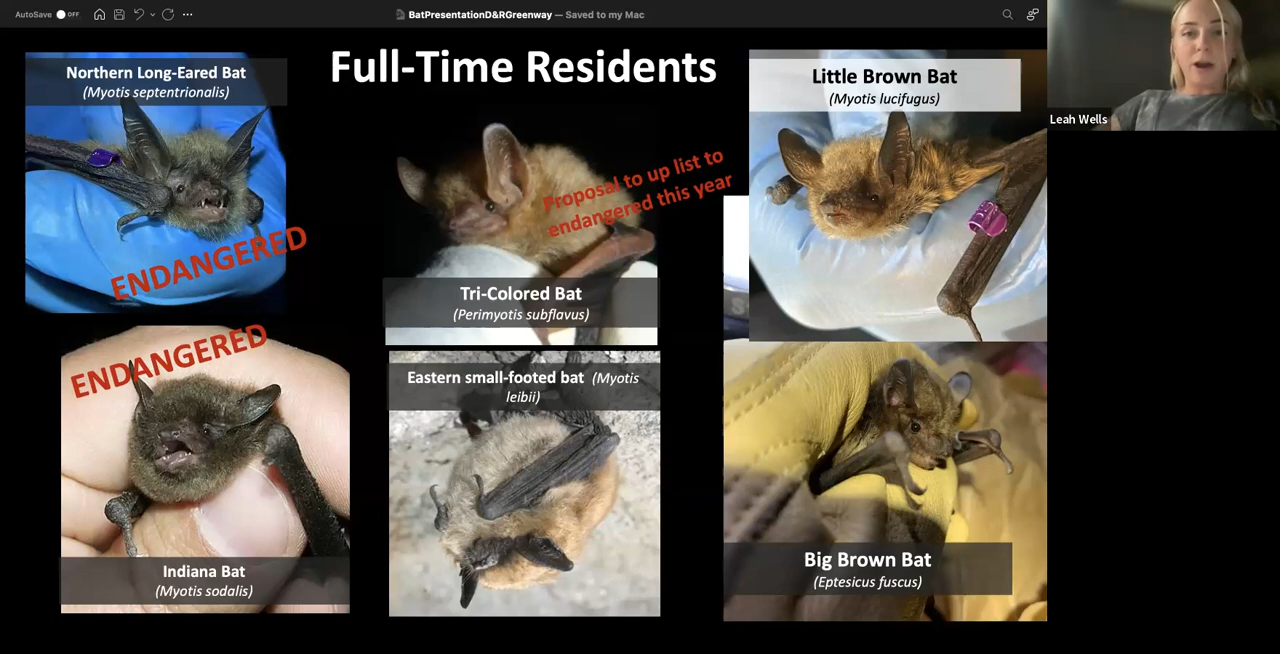 AutoSave OFF
BatPresentationD&RGreenway — Saved to my Mac
Full-Time Residents
Northern Long-Eared Bat
(Myotis septentrionalis)
ENDANGERED
Proposal to up list to
endangered this year
Tri-Colored Bat
(Perimyotis subflavus)
Little Brown Bat
(Myotis lucifugus)
Leah Wells
ENDANGERED
Indiana Bat
(Myotis sodalis)
Eastern small-footed bat (Myotis
leibii)
Big Brown Bat
(Eptesicus fuscus)